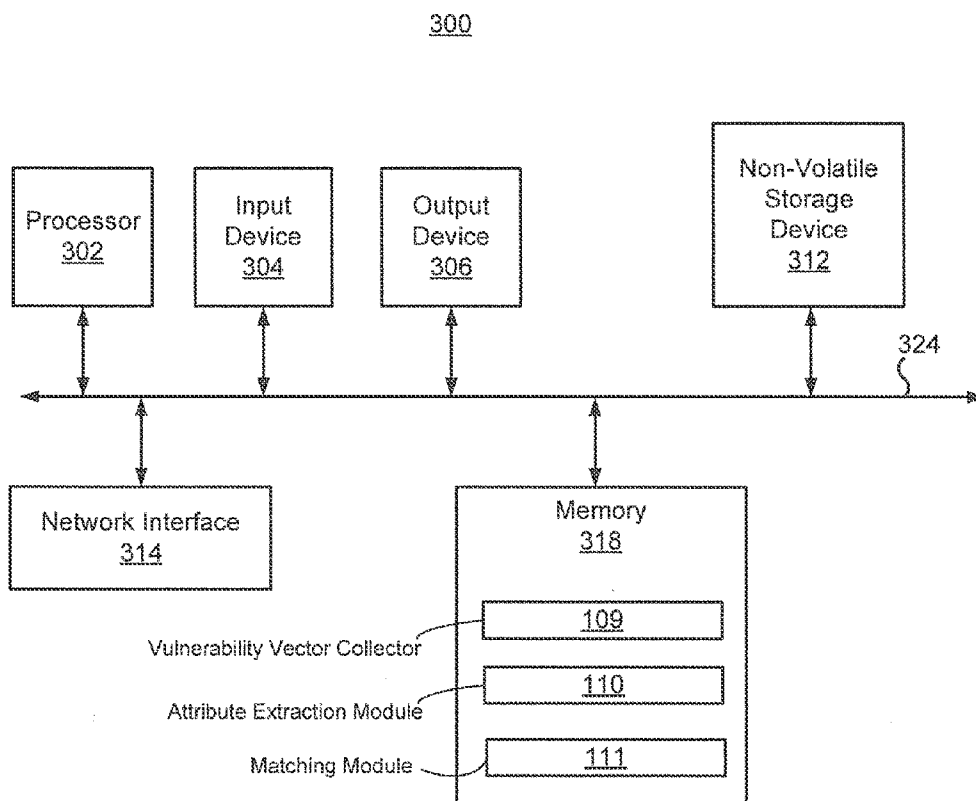 300
Processor
302
Input
Device
304
Output
Device
306
Non-Volatile
Storage
Device
312
324
Network Interface
314
Memory
318
Vulnerability Vector Collector
109
Attribute Extraction Module
110
Matching Module
111